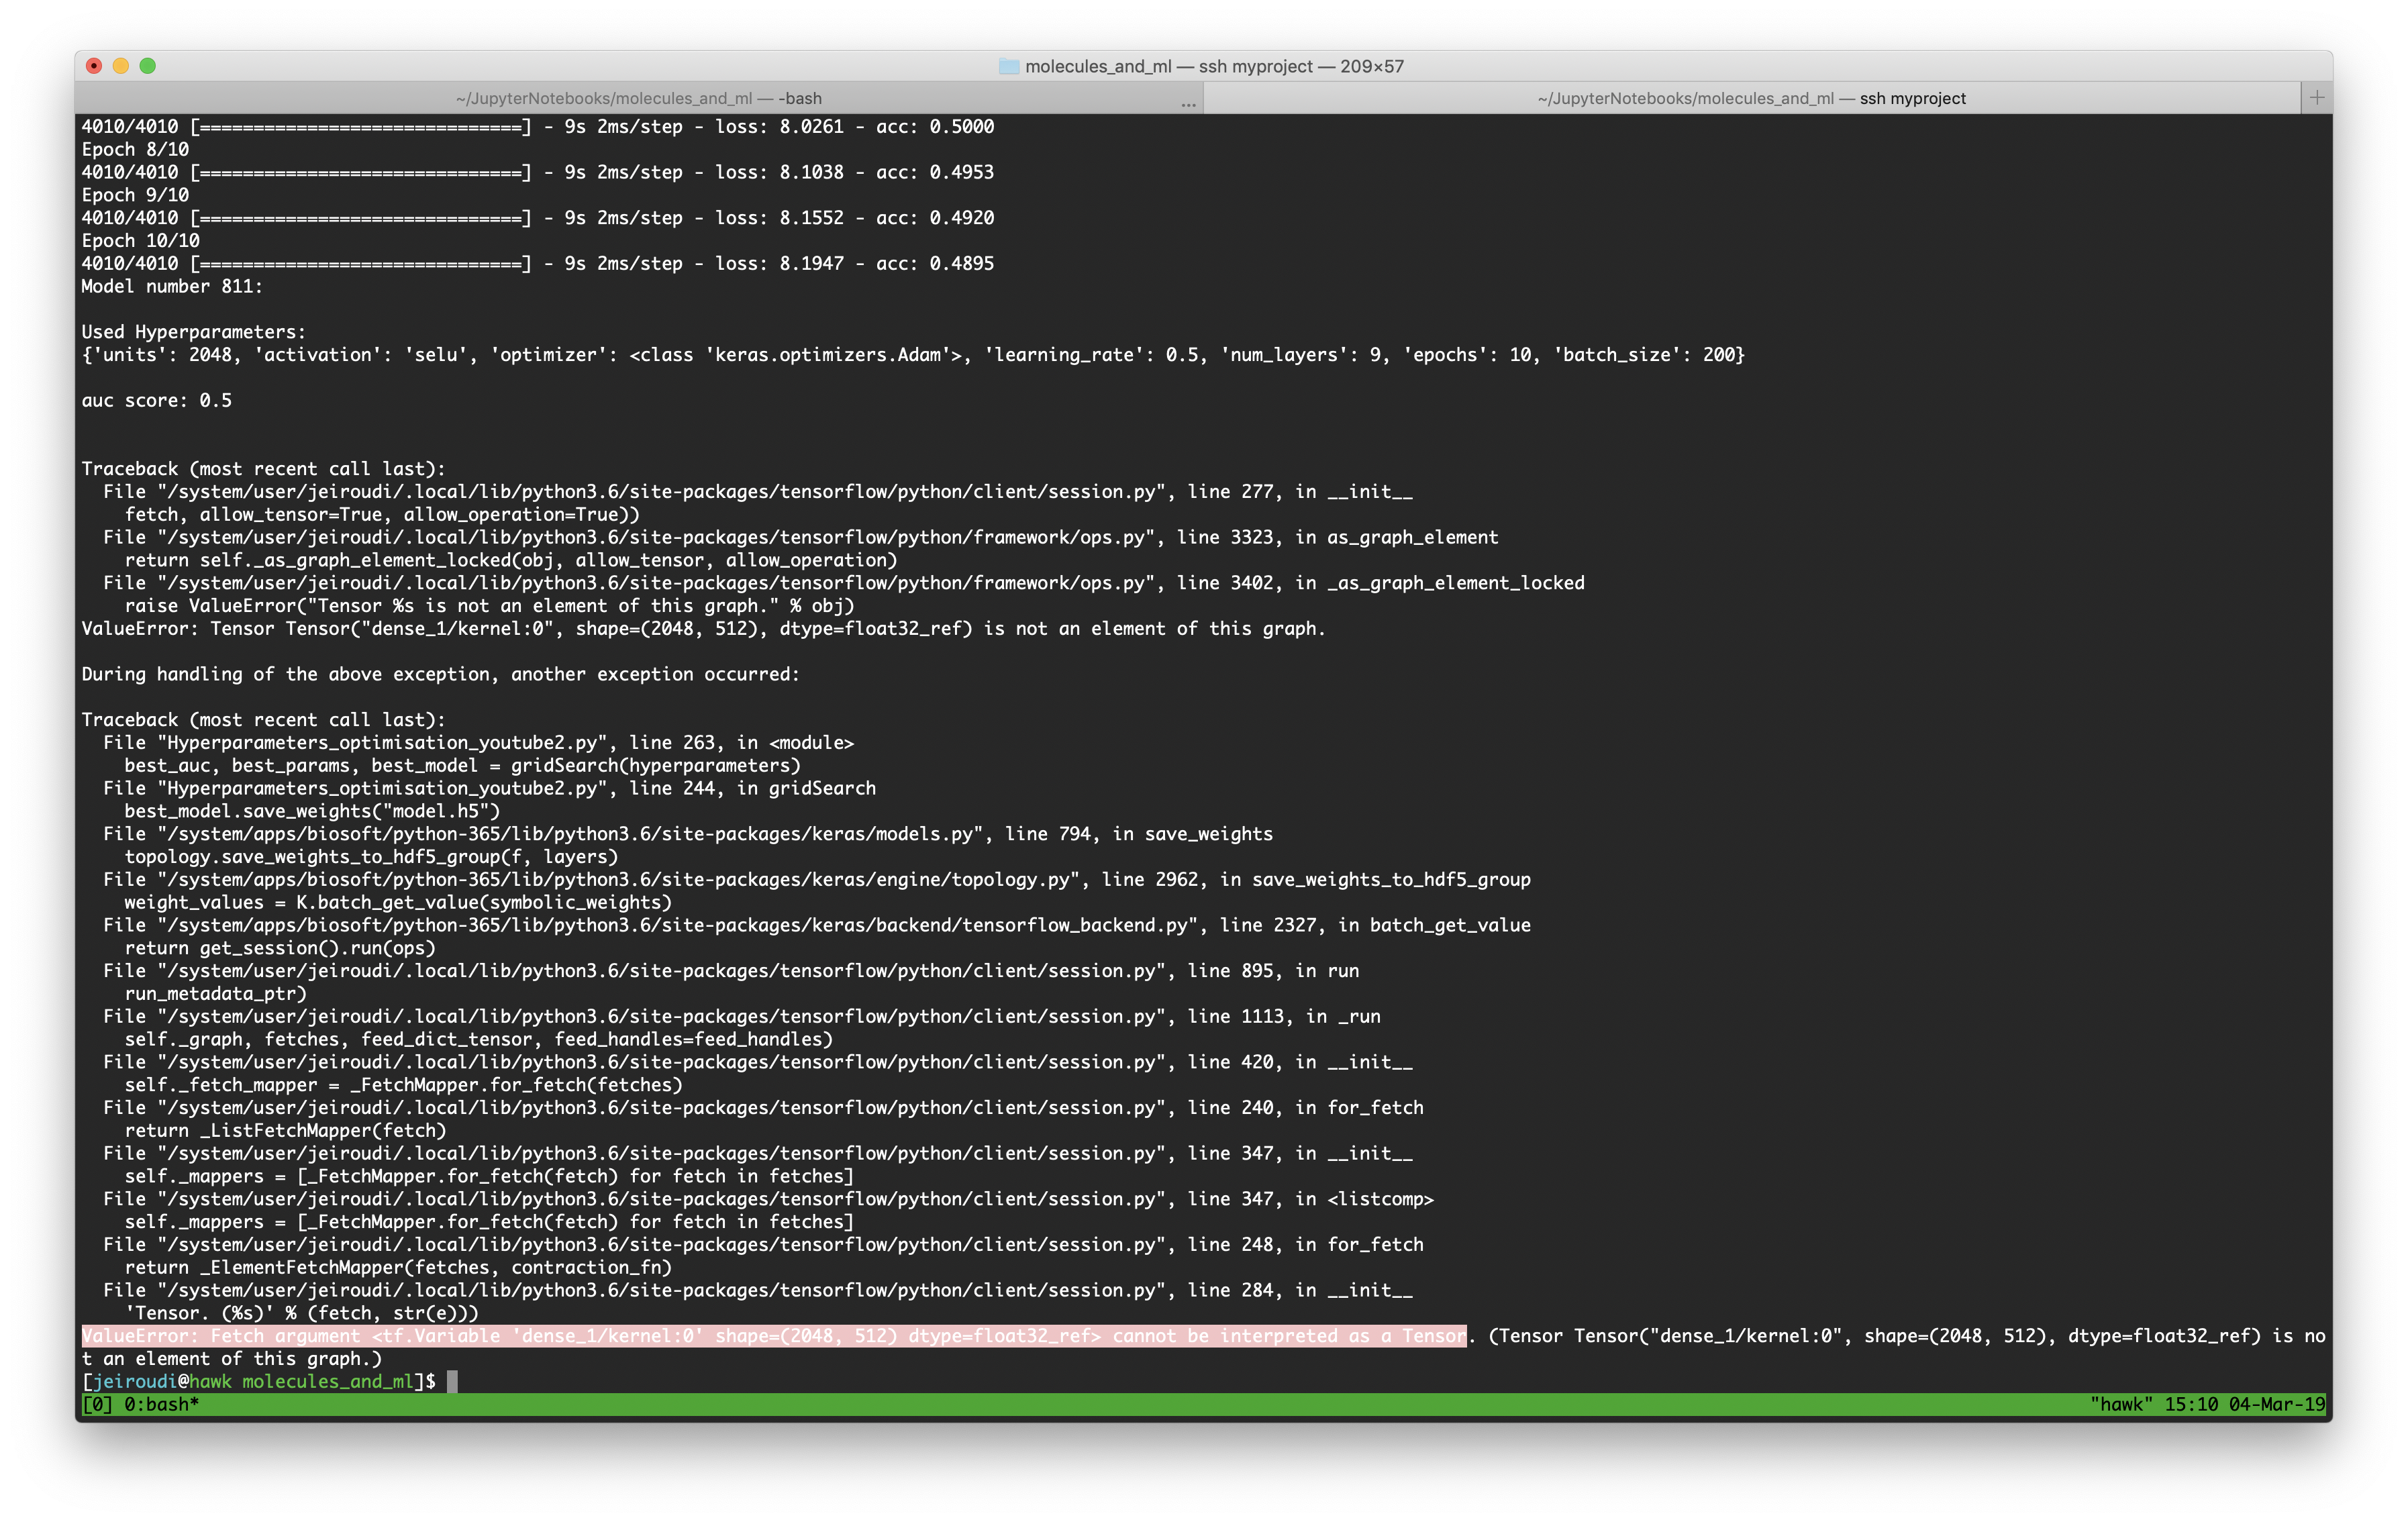 molecules_and_ml — ssh myproject — 209×57
~/JupyterNotebooks/molecules_and_ml — -bash ...
~/JupyterNotebooks/molecules_and_ml — ssh myproject +
4010/4010 [==============================] - 9s 2ms/step - loss: 8.0261 - acc: 0.5000
Epoch 8/10
4010/4010 [==============================] - 9s 2ms/step - loss: 8.1038 - acc: 0.4953
Epoch 9/10
4010/4010 [==============================] - 9s 2ms/step - loss: 8.1552 - acc: 0.4920
Epoch 10/10
4010/4010 [==============================] - 9s 2ms/step - loss: 8.1947 - acc: 0.4895
Model number 811:
Used Hyperparameters:
{'units': 2048, 'activation': 'selu', 'optimizer': <class 'keras.optimizers.Adam'>, 'learning_rate': 0.5, 'num_layers': 9, 'epochs': 10, 'batch_size': 200}
auc score: 0.5
Traceback (most recent call last):
  File "/system/user/jeiroudi/.local/lib/python3.6/site-packages/tensorflow/python/client/session.py", line 277, in __init__
    fetch, allow_tensor=True, allow_operation=True))
  File "/system/user/jeiroudi/.local/lib/python3.6/site-packages/tensorflow/python/framework/ops.py", line 3323, in as_graph_element
    return self._as_graph_element_locked(obj, allow_tensor, allow_operation)
  File "/system/user/jeiroudi/.local/lib/python3.6/site-packages/tensorflow/python/framework/ops.py", line 3402, in _as_graph_element_locked
    raise ValueError("Tensor %s is not an element of this graph." % obj)
ValueError: Tensor Tensor("dense_1/kernel:0", shape=(2048, 512), dtype=float32_ref) is not an element of this graph.
During handling of the above exception, another exception occurred:
Traceback (most recent call last):
  File "Hyperparameters_optimisation_youtube2.py", line 263, in <module>
    best_auc, best_params, best_model = gridSearch(hyperparameters)
  File "Hyperparameters_optimisation_youtube2.py", line 244, in gridSearch
    best_model.save_weights("model.h5")
  File "/system/apps/biosoft/python-365/lib/python3.6/site-packages/keras/models.py", line 794, in save_weights
    topology.save_weights_to_hdf5_group(f, layers)
  File "/system/apps/biosoft/python-365/lib/python3.6/site-packages/keras/engine/topology.py", line 2962, in save_weights_to_hdf5_group
    weight_values = K.batch_get_value(symbolic_weights)
  File "/system/apps/biosoft/python-365/lib/python3.6/site-packages/keras/backend/tensorflow_backend.py", line 2327, in batch_get_value
    return get_session().run(ops)
  File "/system/user/jeiroudi/.local/lib/python3.6/site-packages/tensorflow/python/client/session.py", line 895, in run
    run_metadata_ptr)
  File "/system/user/jeiroudi/.local/lib/python3.6/site-packages/tensorflow/python/client/session.py", line 1113, in _run
    self._graph, fetches, feed_dict_tensor, feed_handles=feed_handles)
  File "/system/user/jeiroudi/.local/lib/python3.6/site-packages/tensorflow/python/client/session.py", line 420, in __init__
    self._fetch_mapper = _FetchMapper.for_fetch(fetches)
  File "/system/user/jeiroudi/.local/lib/python3.6/site-packages/tensorflow/python/client/session.py", line 240, in for_fetch
    return _ListFetchMapper(fetch)
  File "/system/user/jeiroudi/.local/lib/python3.6/site-packages/tensorflow/python/client/session.py", line 347, in __init__
    self._mappers = [_FetchMapper.for_fetch(fetch) for fetch in fetches]
  File "/system/user/jeiroudi/.local/lib/python3.6/site-packages/tensorflow/python/client/session.py", line 347, in <listcomp>
    self._mappers = [_FetchMapper.for_fetch(fetch) for fetch in fetches]
  File "/system/user/jeiroudi/.local/lib/python3.6/site-packages/tensorflow/python/client/session.py", line 248, in for_fetch
    return _ElementFetchMapper(fetches, contraction_fn)
  File "/system/user/jeiroudi/.local/lib/python3.6/site-packages/tensorflow/python/client/session.py", line 284, in __init__
    'Tensor. (%s)' % (fetch, str(e)))
ValueError: Fetch argument <tf.Variable 'dense_1/kernel:0' shape=(2048, 512) dtype=float32_ref> cannot be interpreted as a Tensor. (Tensor Tensor("dense_1/kernel:0", shape=(2048, 512), dtype=float32_ref) is no
t an element of this graph.)
[jeiroudi@hawk molecules_and_ml]$
[0] 0:bash* "hawk" 15:10 04-Mar-19